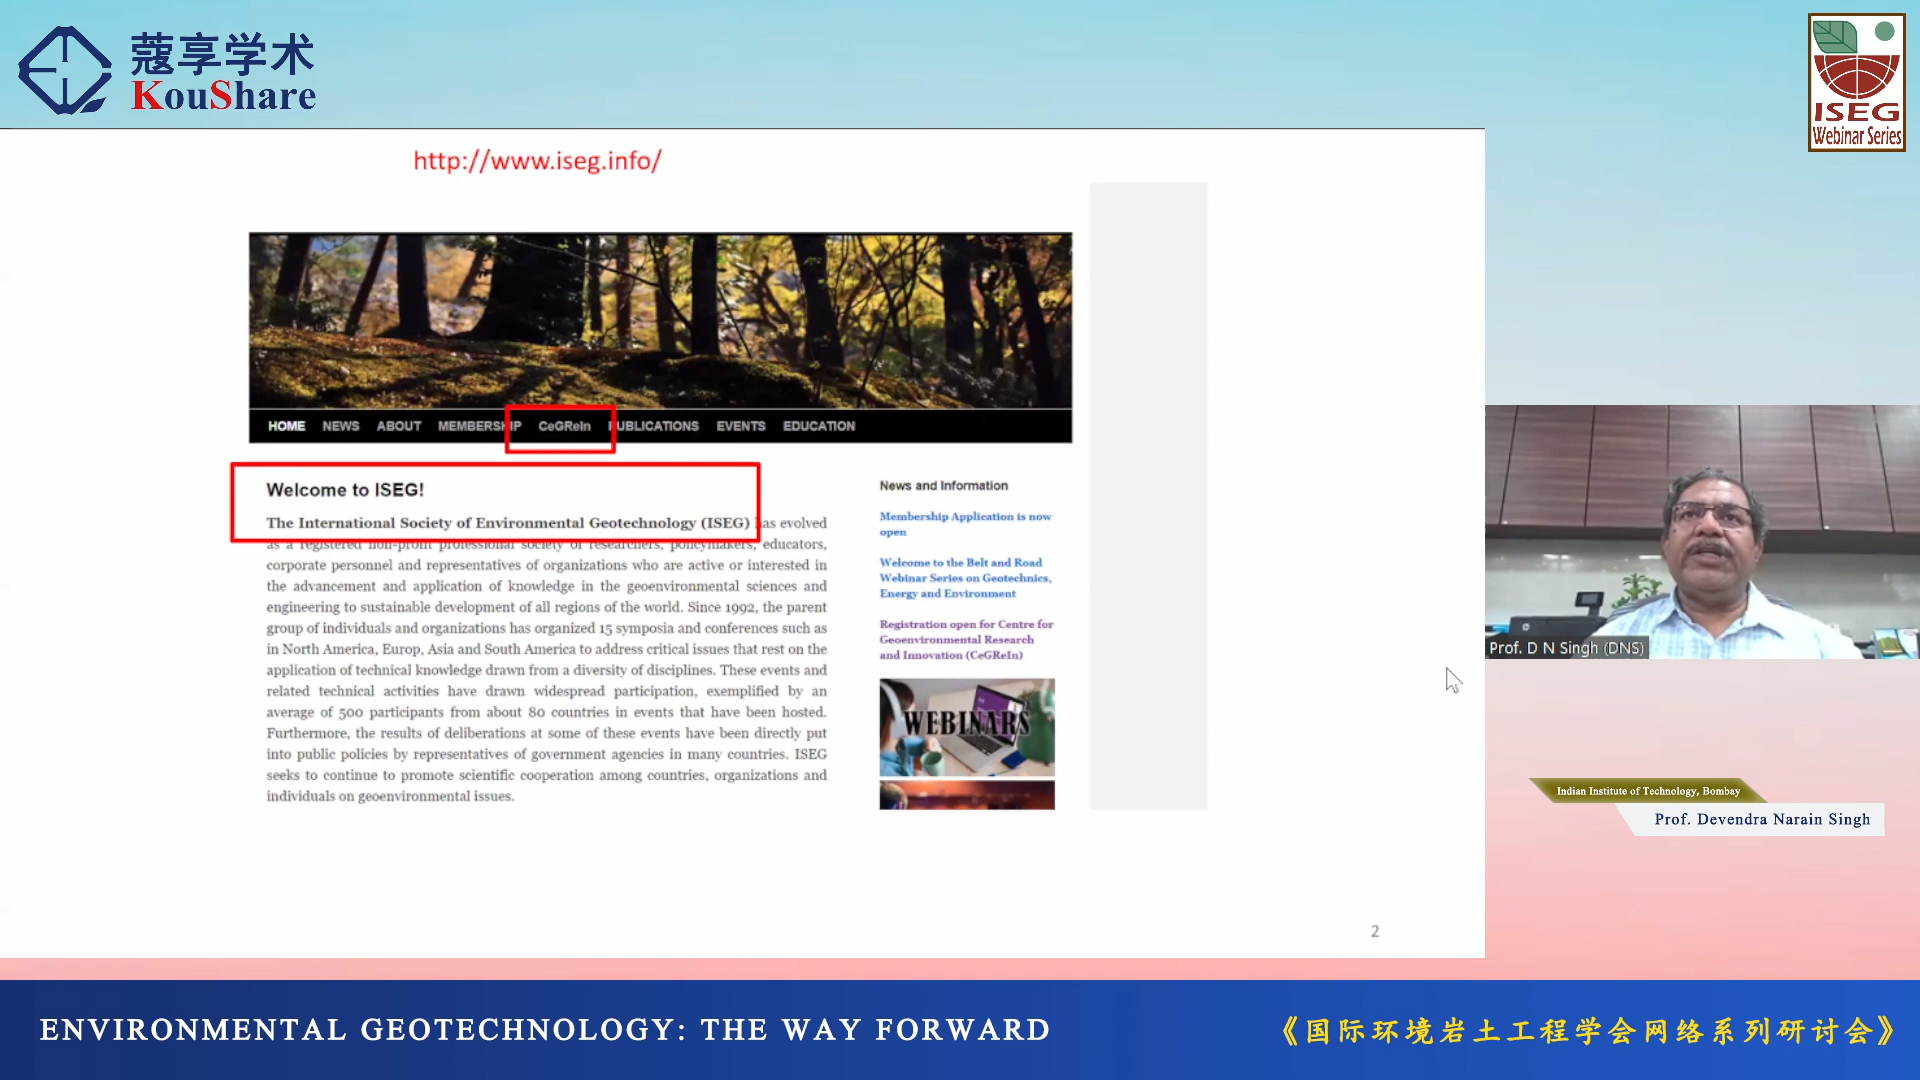 蔻享学术
KouShare
ISEG
Webinar Series
http://www.iseg.info/
HOME NEWS ABOUT MEMBERSHIP CeGReIn PUBLICATIONS EVENTS EDUCATION
Welcome to ISEG!
The International Society of Environmental Geotechnology (ISEG) has evolved
as a registered non-profit professional society of researchers, policymakers, educators,
corporate personnel and representatives of organizations who are active or interested in
the advancement and application of knowledge in the geoenvironmental sciences and
engineering to sustainable development of all regions of the world. Since 1992, the parent
group of individuals and organizations has organized 15 symposia and conferences such as
in North America, Europ, Asia and South America to address critical issues that rest on the
application of technical knowledge drawn from a diversity of disciplines. These events and
related technical activities have drawn widespread participation, exemplified by an
average of 500 participants from about 80 countries in events that have been hosted.
Furthermore, the results of deliberations at some of these events have been directly put
into public policies by representatives of government agencies in many countries. ISEG
seeks to continue to promote scientific cooperation among countries, organizations and
individuals on geoenvironmental issues.
News and Information
Membership Application is now
open
Welcome to the Belt and Road
Webinar Series on Geotechnics,
Energy and Environment
Registration open for Centre for
Geoenvironmental Research
and Innovation (CeGReIn)
WEBINARS
2
Prof. D N Singh (DNS)
Indian Institute of Technology, Bombay
Prof. Devendra Narain Singh
ENVIRONMENTAL GEOTECHNOLOGY: THE WAY FORWARD
《国际环境岩土工程学会网络系列研讨会》